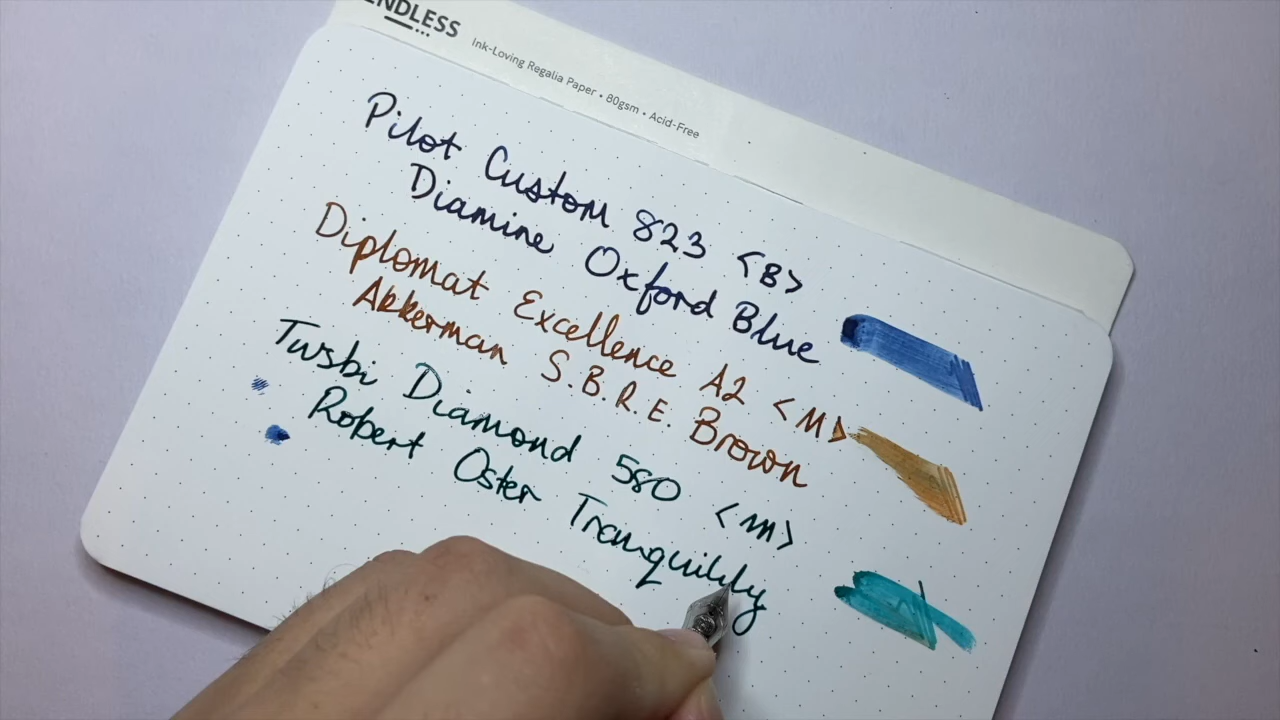 ENDLESS
Ink-Loving Regalia Paper • 80gsm • Acid-Free
Pilot Custom 823 <B>
Diamine Oxford Blue
Diplomat Excellence A2 <M>
Akkerman S.B.R.E. Brown
Twsbi Diamond 580 <M>
Robert Oster Tranquility